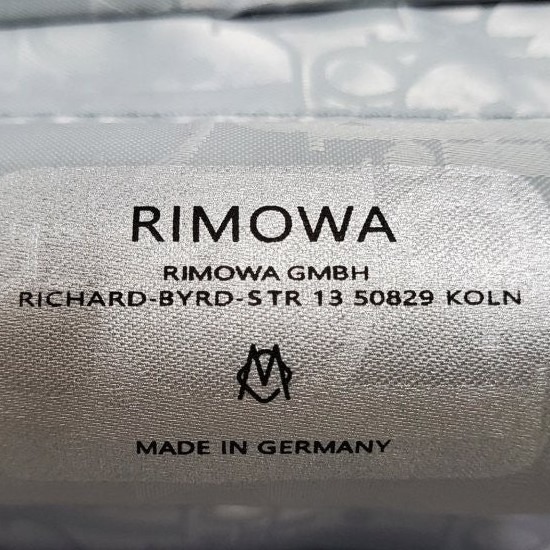 RIMOWA
RIMOWA GMBH
RICHARD-BYRD-STR 13 50829 KOLN
MADE IN GERMANY